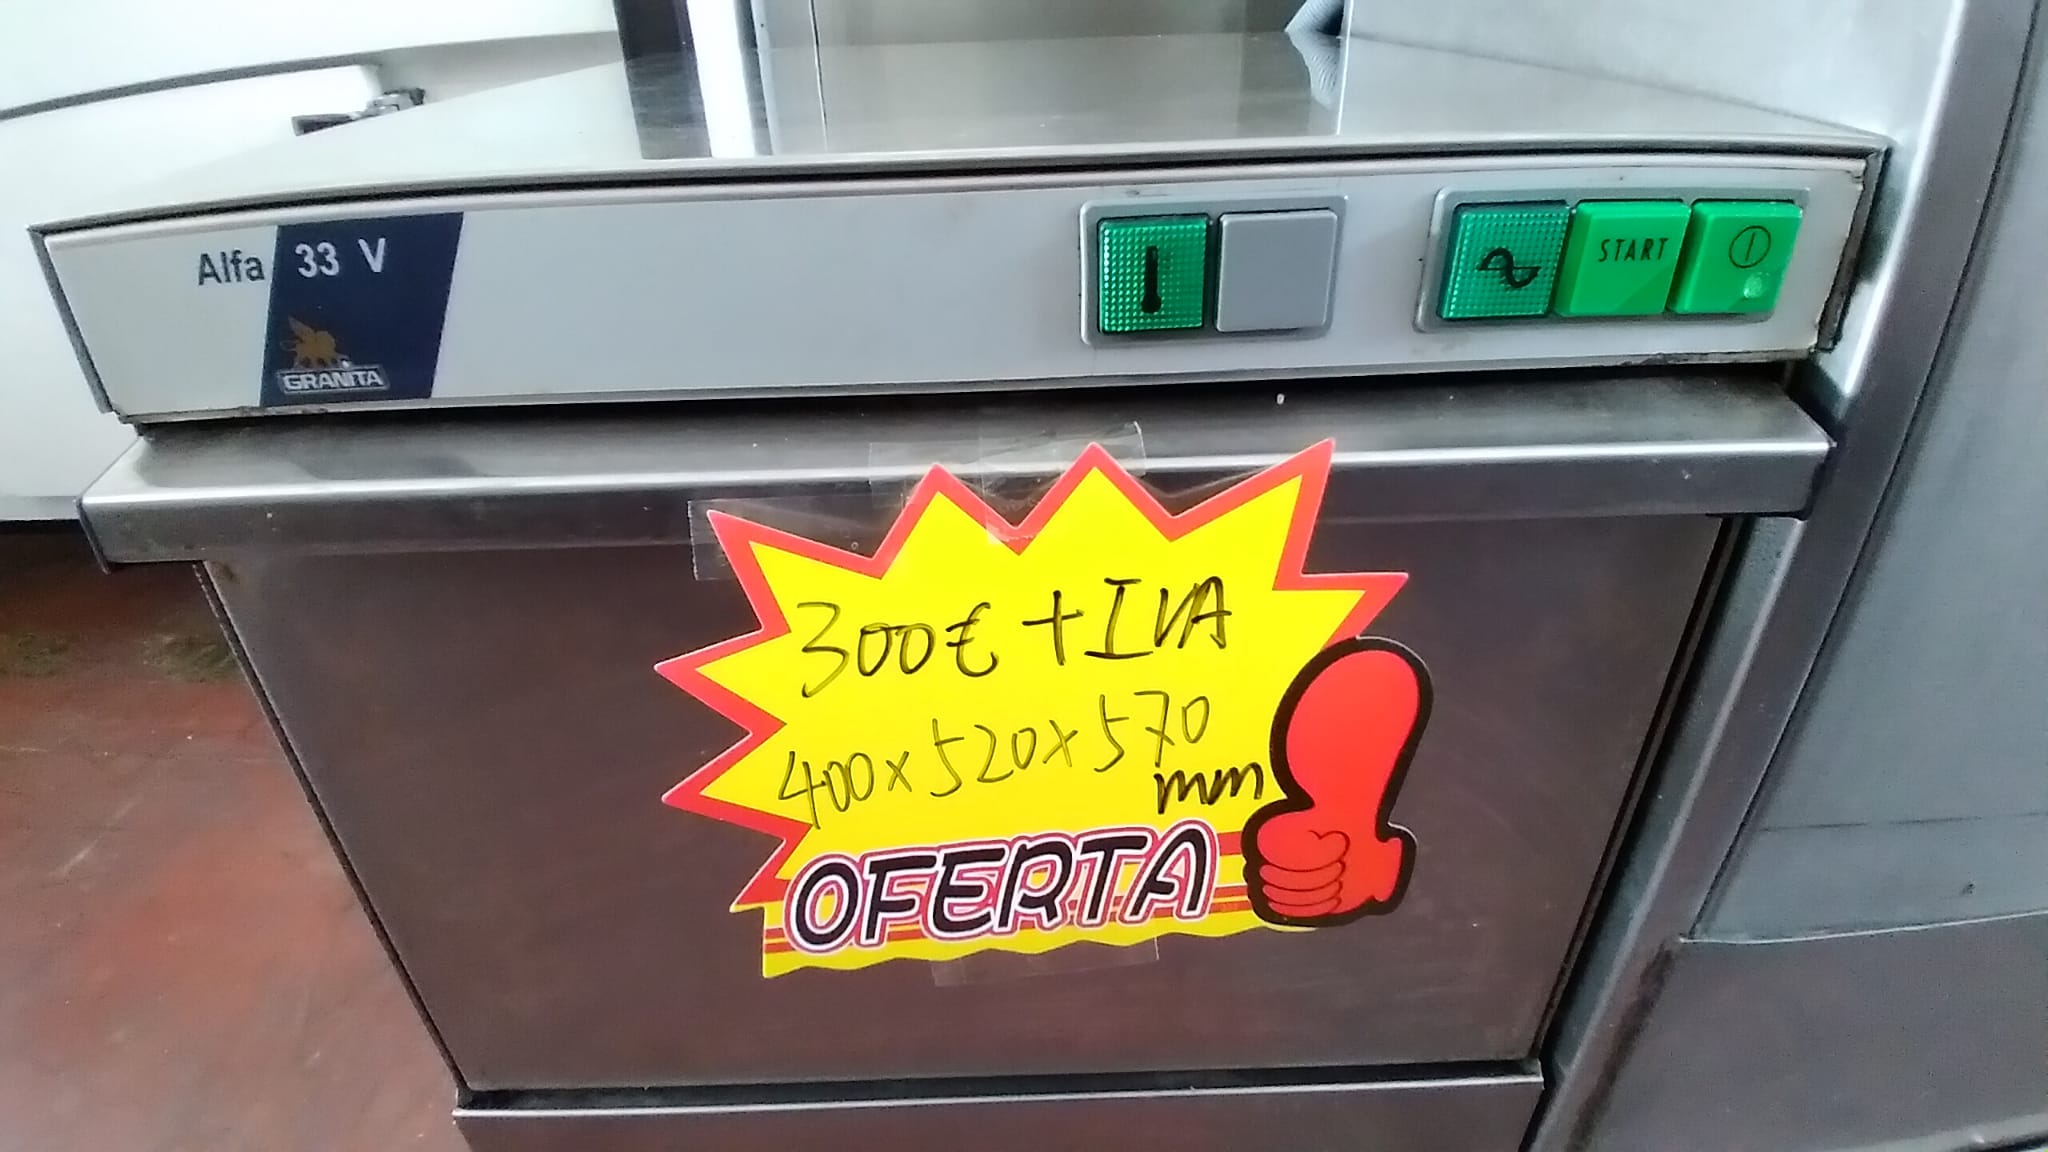 Alfa 33 V
GRANITA
START
300€ + IVA
400x520x570
mm
OFERTA